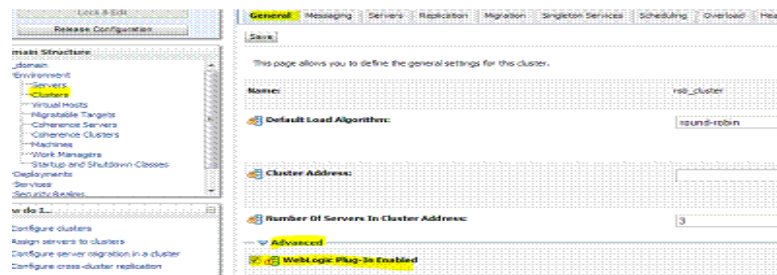 Lock & Edit
Release Configuration
General Messaging Servers Replication Migration Singleton Services Scheduling Overload Hea
Save
main Structure
_domain
Environment
Servers
Clusters
Virtual Hosts
Migratable Targets
Coherence Servers
Coherence Clusters
Machines
Work Managers
Startup and Shutdown Classes
Deployments
Services
Security Realms
w do I...
Configure clusters
Assign servers to clusters
Configure server migration in a cluster
Configure cross-cluster replication
This page allows you to define the general settings for this cluster.
Name:
Default Load Algorithm:
round-robin
Cluster Address:
Number Of Servers In Cluster Address:
3
Advanced
WebLogic Plug-In Enabled